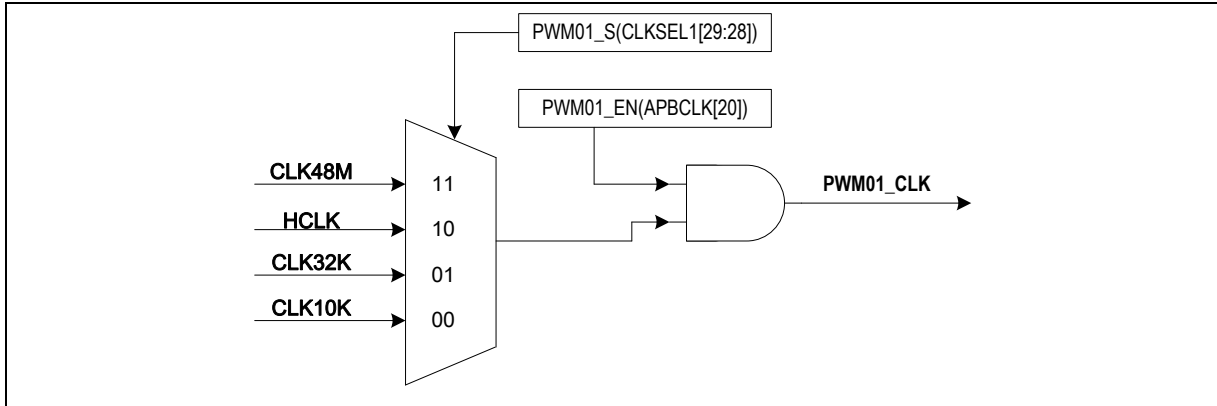 PWM01_S(CLKSEL1[29:28])
PWM01_EN(APBCLK[20])
CLK48M
11
PWM01_CLK
HCLK
10
CLK32K
01
CLK10K
00